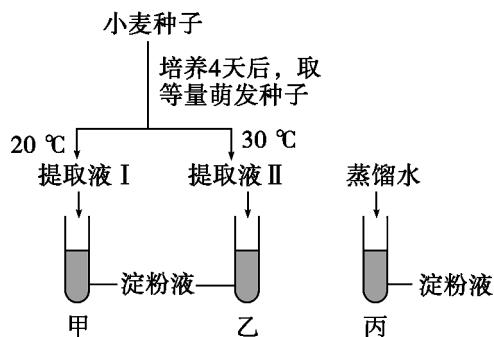 小麦种子
培养4天后，取
等量萌发种子
20 ℃
30 ℃
提取液Ⅰ
提取液Ⅱ
蒸馏水
淀粉液
淀粉液
甲
乙
丙